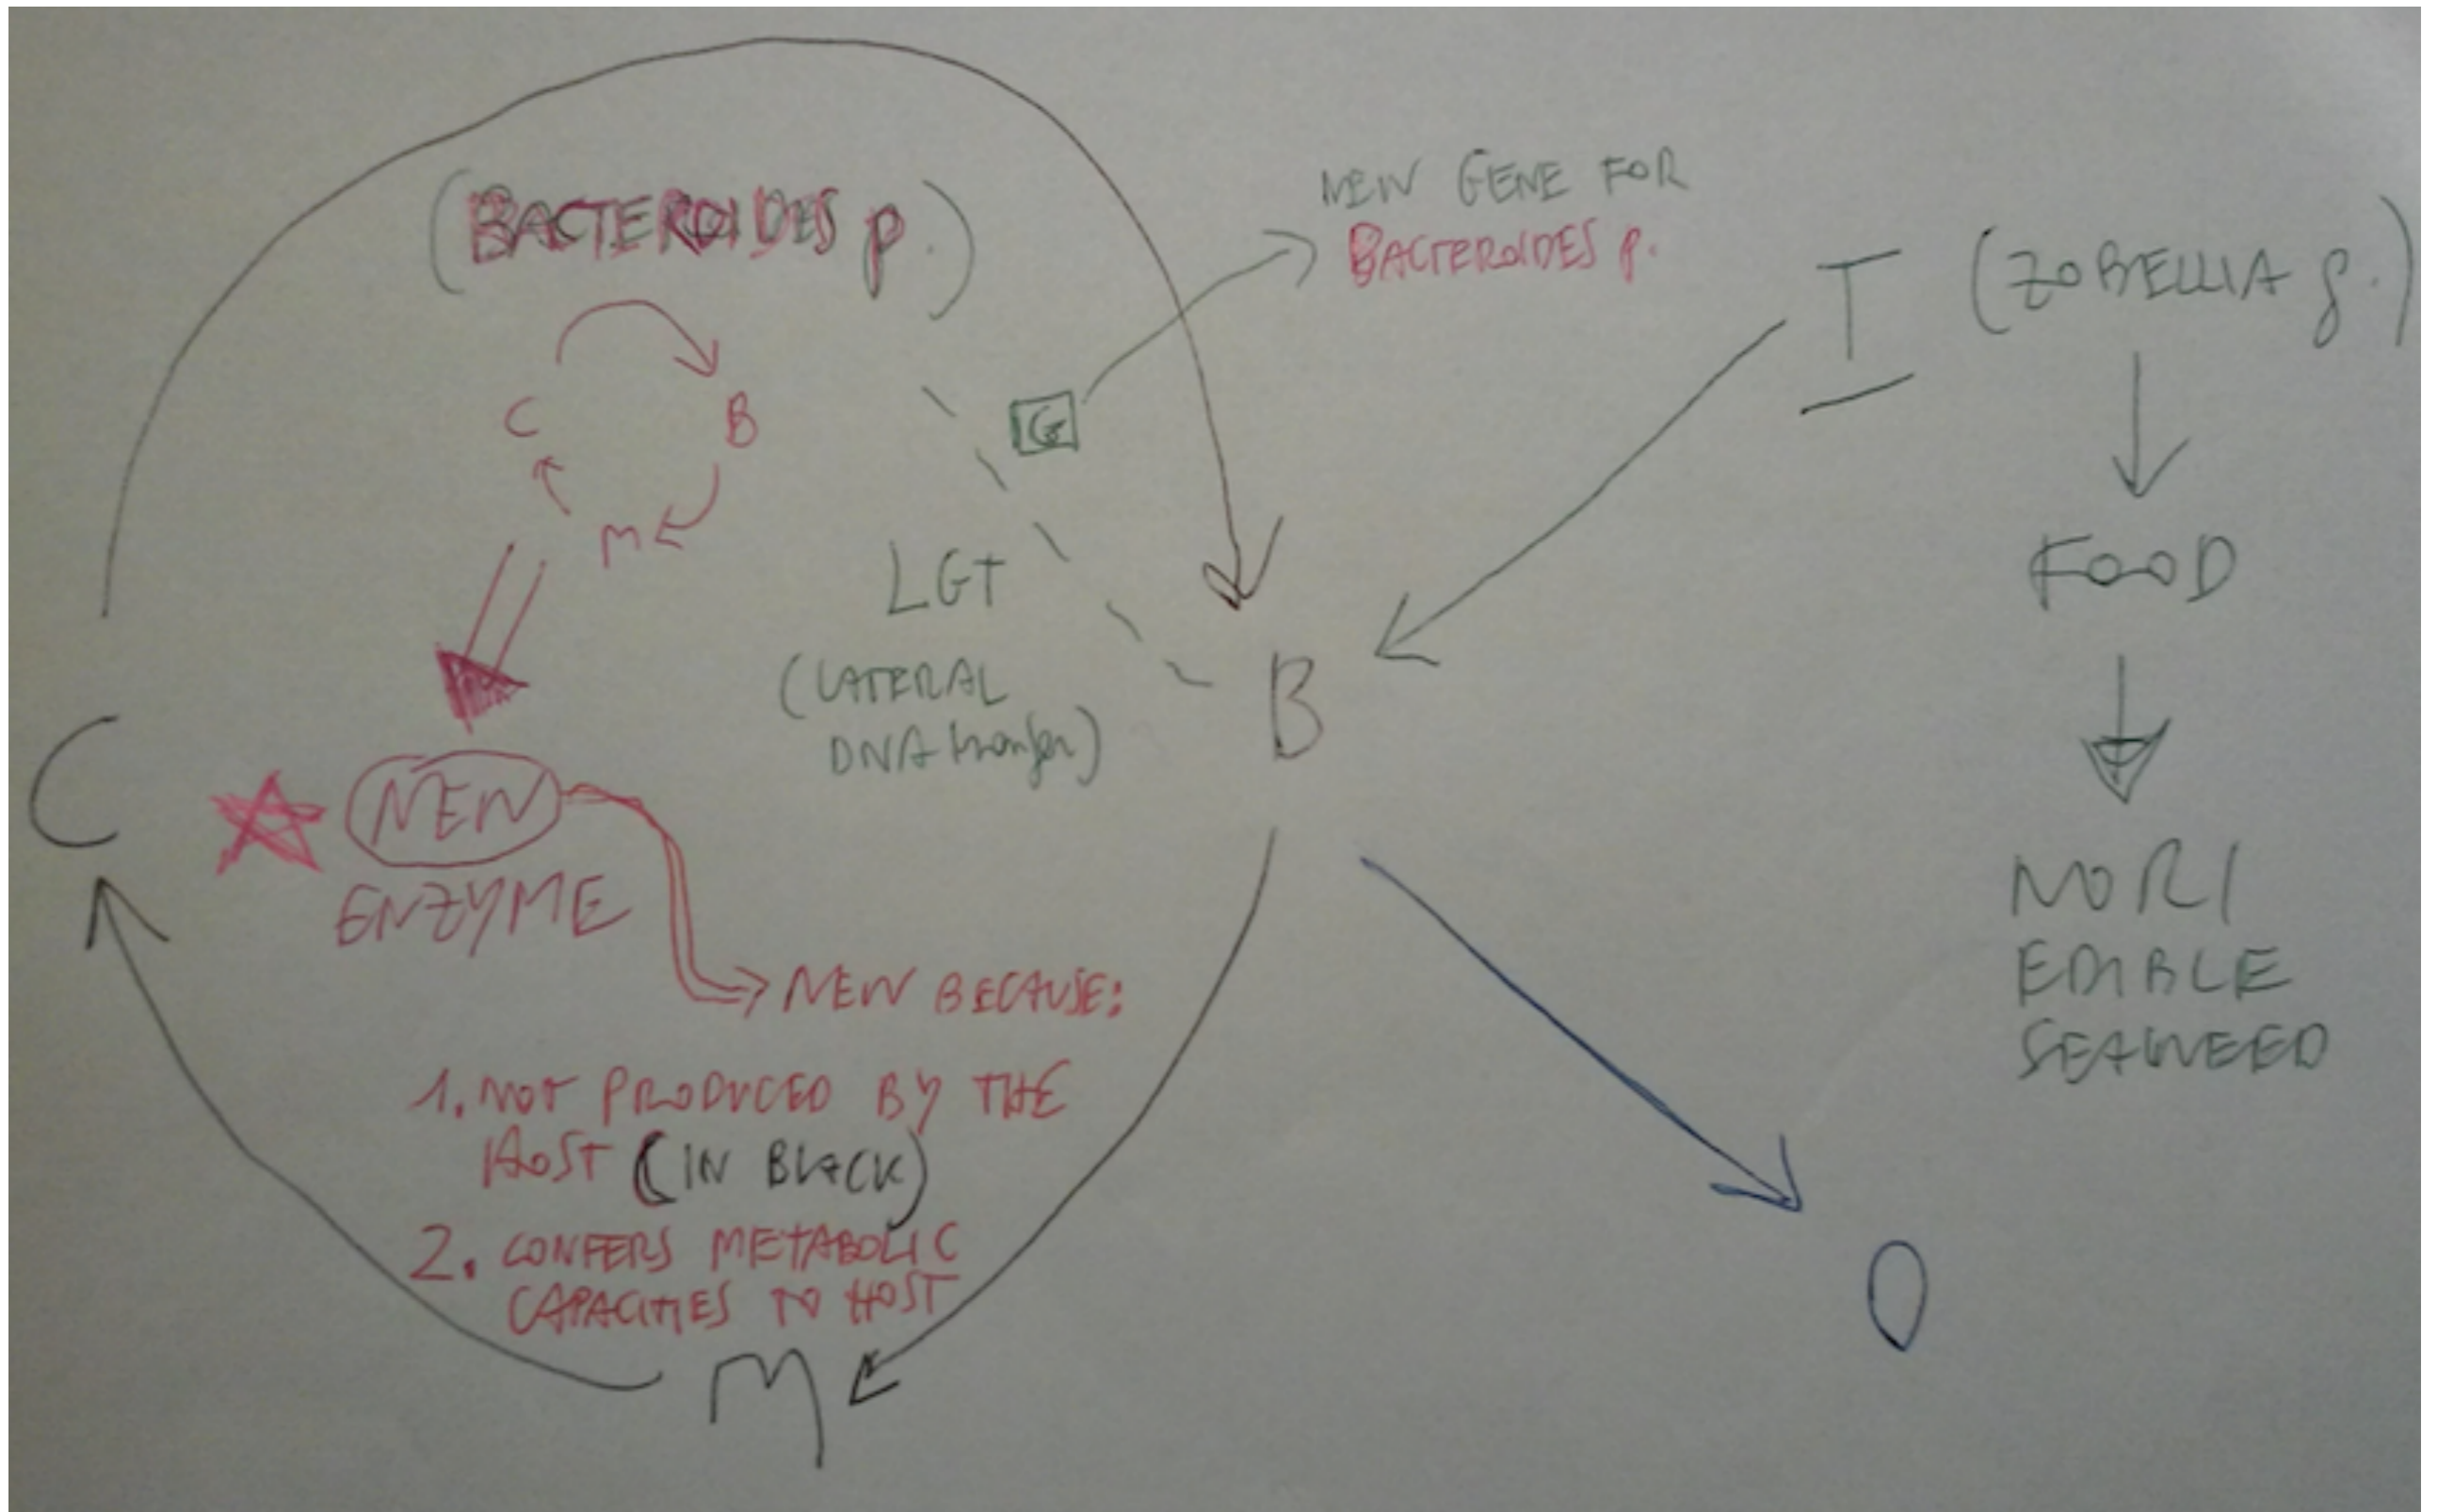 (BACTEROIDES p.)
NEW GENE FOR
BACTEROIDES p.
I (ZOBELLIA g.)
C B
M
G
LGT
(LATERAL
DNA transfer)
FOOD
B
C
NEW
ENZYME
NORI
EDIBLE
SEAWEED
NEW BECAUSE:
1. NOT PRODUCED BY THE
HOST (IN BLACK)
2. CONFERS METABOLIC
CAPACITIES TO HOST
M
O